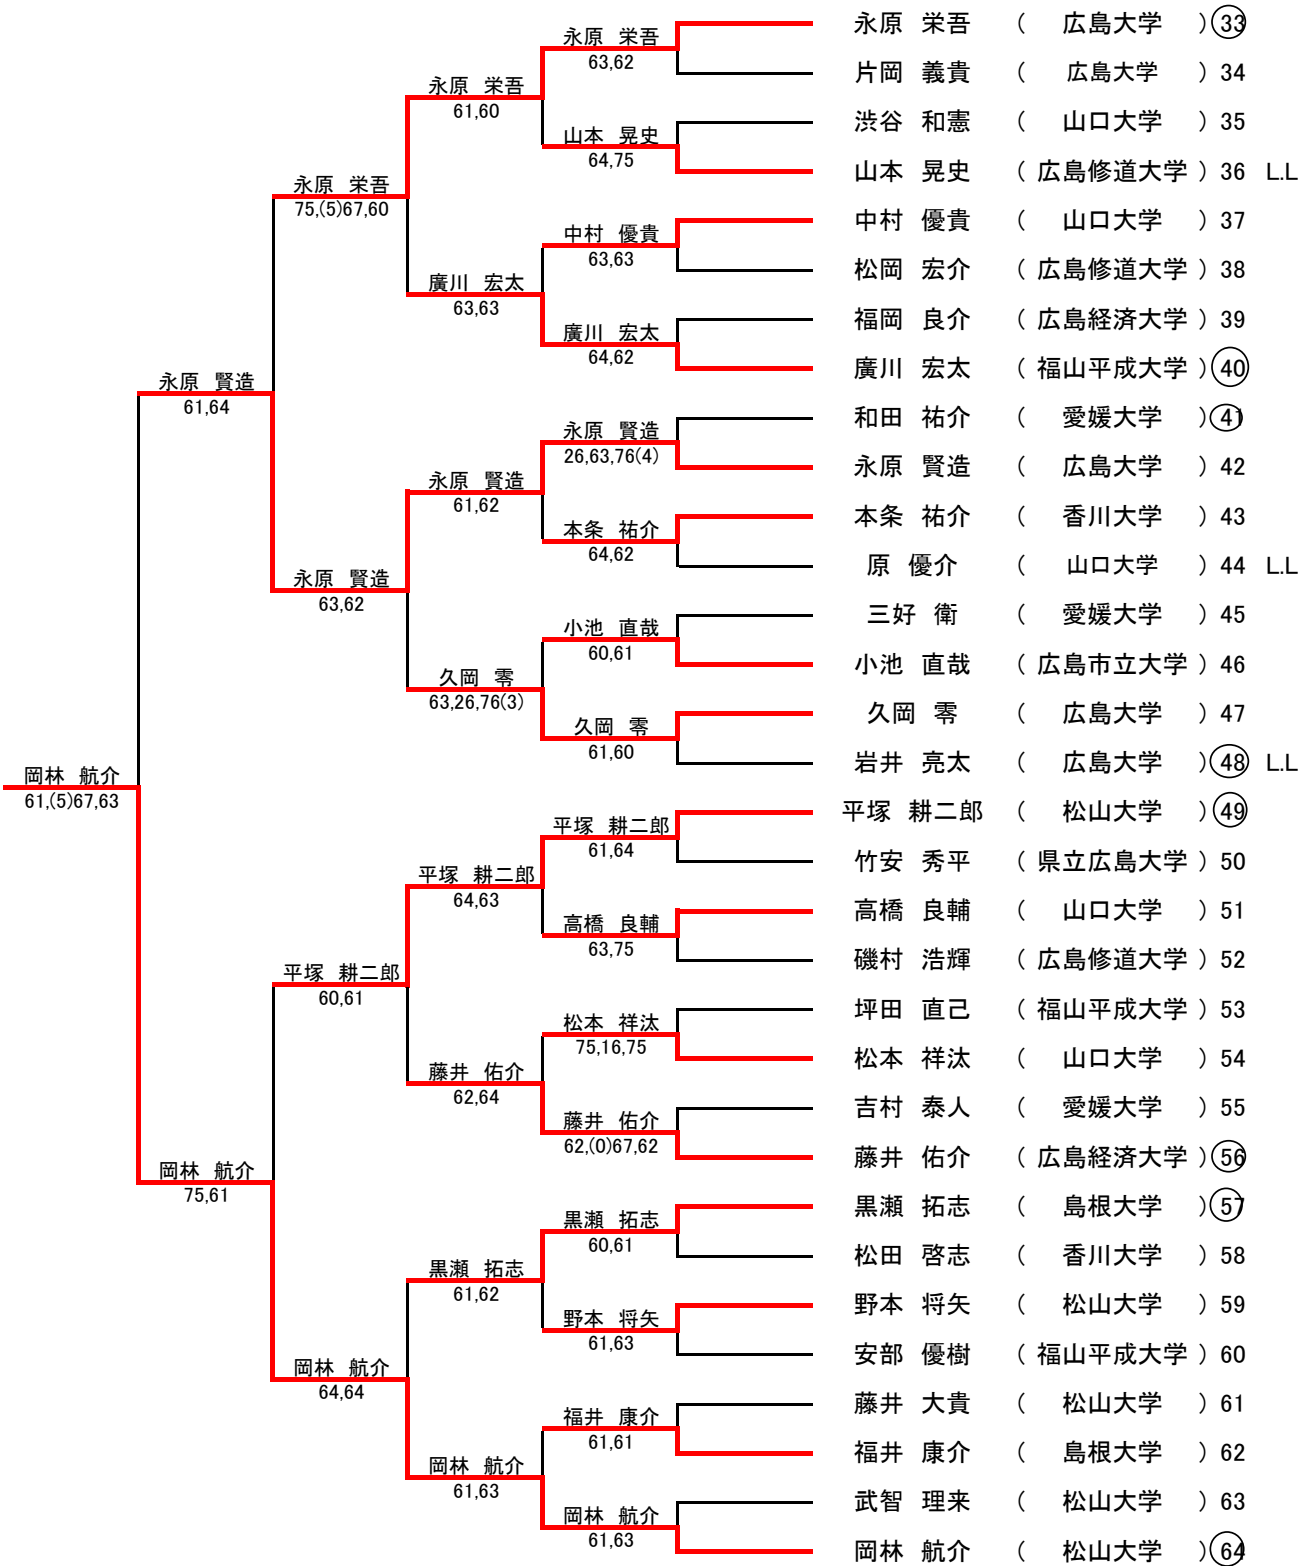 永原 栄吾 ( 広島大学 ) 33
永原 栄吾
63,62
片岡 義貴 ( 広島大学 ) 34
永原 栄吾
61,60
渋谷 和憲 ( 山口大学 ) 35
山本 晃史
64,75
山本 晃史 ( 広島修道大学 ) 36 L.L
永原 栄吾
75,(5)67,60
中村 優貴 ( 山口大学 ) 37
中村 優貴
63,63
松岡 宏介 ( 広島修道大学 ) 38
廣川 宏太
63,63
福岡 良介 ( 広島経済大学 ) 39
廣川 宏太
64,62
廣川 宏太 ( 福山平成大学 ) 40
永原 賢造
61,64
和田 祐介 ( 愛媛大学 ) 41
永原 賢造
26,63,76(4)
永原 賢造 ( 広島大学 ) 42
永原 賢造
61,62
本条 祐介 ( 香川大学 ) 43
本条 祐介
64,62
原 優介 ( 山口大学 ) 44 L.L
永原 賢造
63,62
三好 衛 ( 愛媛大学 ) 45
小池 直哉
60,61
小池 直哉 ( 広島市立大学 ) 46
久岡 零
63,26,76(3)
久岡 零 ( 広島大学 ) 47
久岡 零
61,60
岩井 亮太 ( 広島大学 ) 48 L.L
岡林 航介
61,(5)67,63
平塚 耕二郎 ( 松山大学 ) 49
平塚 耕二郎
61,64
竹安 秀平 ( 県立広島大学 ) 50
平塚 耕二郎
64,63
高橋 良輔 ( 山口大学 ) 51
高橋 良輔
63,75
磯村 浩輝 ( 広島修道大学 ) 52
平塚 耕二郎
60,61
坪田 直己 ( 福山平成大学 ) 53
松本 祥汰
75,16,75
松本 祥汰 ( 山口大学 ) 54
藤井 佑介
62,64
吉村 泰人 ( 愛媛大学 ) 55
藤井 佑介
62,(0)67,62
藤井 佑介 ( 広島経済大学 ) 56
岡林 航介
75,61
黒瀬 拓志 ( 島根大学 ) 57
黒瀬 拓志
60,61
松田 啓志 ( 香川大学 ) 58
黒瀬 拓志
61,62
野本 将矢 ( 松山大学 ) 59
野本 将矢
61,63
安部 優樹 ( 福山平成大学 ) 60
岡林 航介
64,64
藤井 大貴 ( 松山大学 ) 61
福井 康介
61,61
福井 康介 ( 島根大学 ) 62
岡林 航介
61,63
武智 理来 ( 松山大学 ) 63
岡林 航介
61,63
岡林 航介 ( 松山大学 ) 64